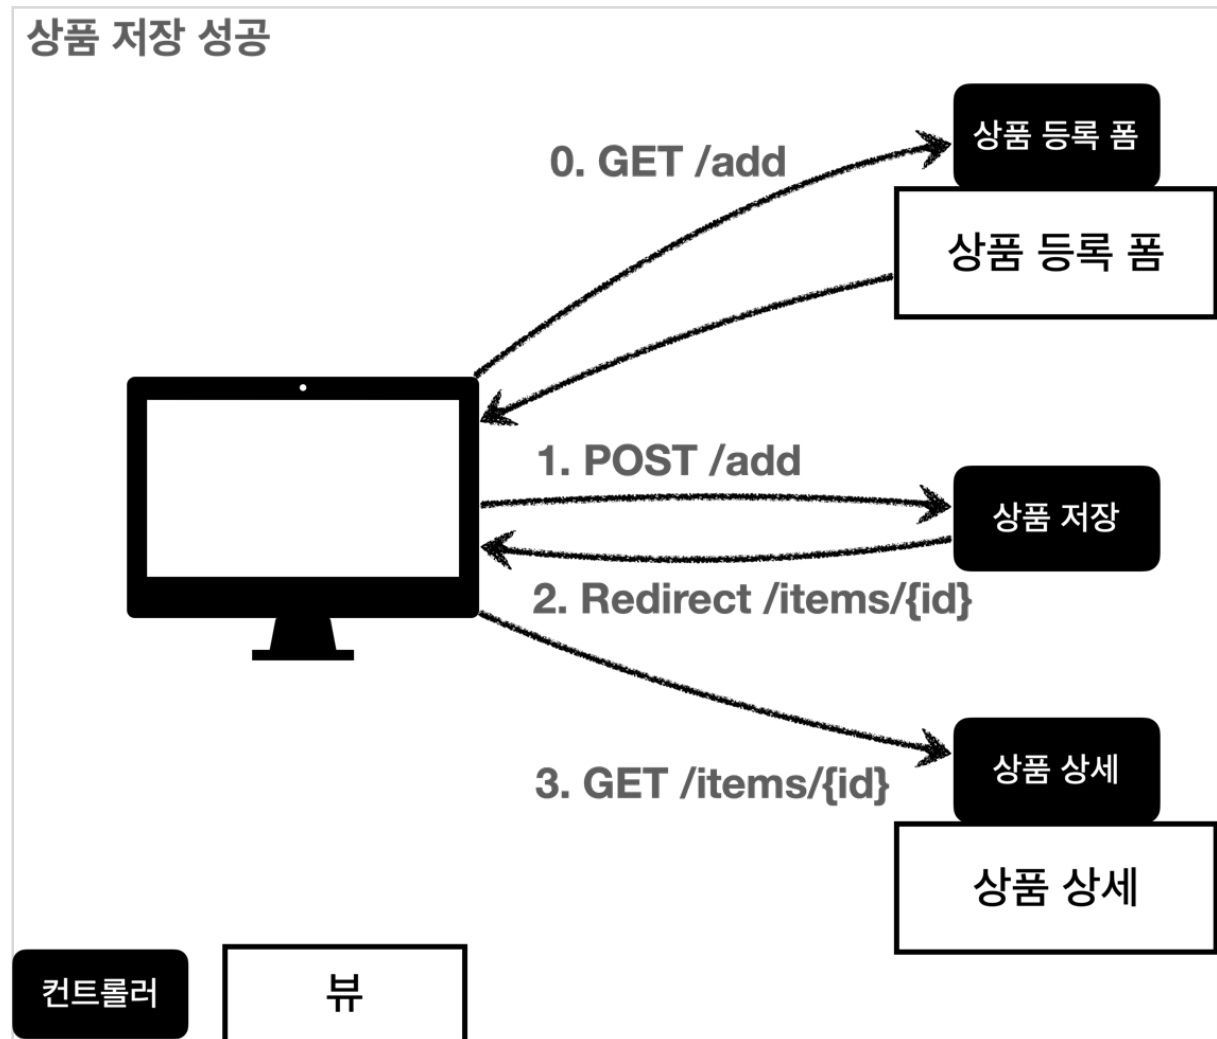 상품 저장 성공
0. GET /add
상품 등록 폼
상품 등록 폼
1. POST /add
상품 저장
2. Redirect /items/{id}
3. GET /items/{id}
상품 상세
상품 상세
컨트롤러
뷰